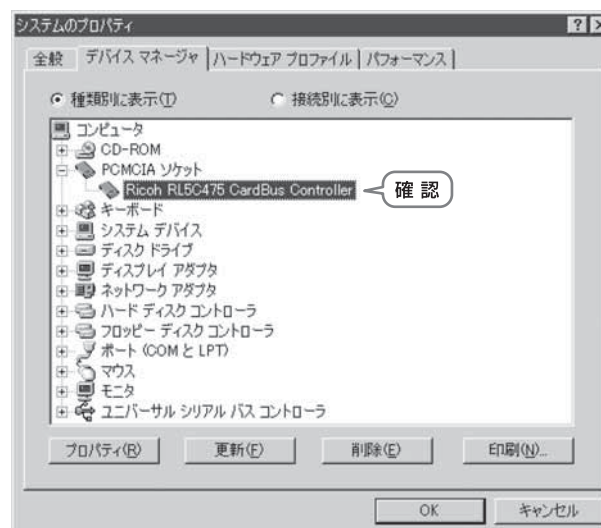 システムのプロパティ
全般 デバイス マネージャ ハードウェア プロファイル パフォーマンス
種類別に表示(T) 接続別に表示(C)
コンピュータ
CD-ROM
PCMCIA ソケット
Ricoh RL5C475 CardBus Controller 確認
キーボード
システム デバイス
ディスク ドライブ
ディスプレイ アダプタ
ネットワーク アダプタ
ハード ディスク コントローラ
フロッピー ディスク コントローラ
ポート (COM と LPT)
マウス
モニタ
ユニバーサル シリアル バス コントローラ
プロパティ(R) 更新(F) 削除(E) 印刷(N)...
OK キャンセル